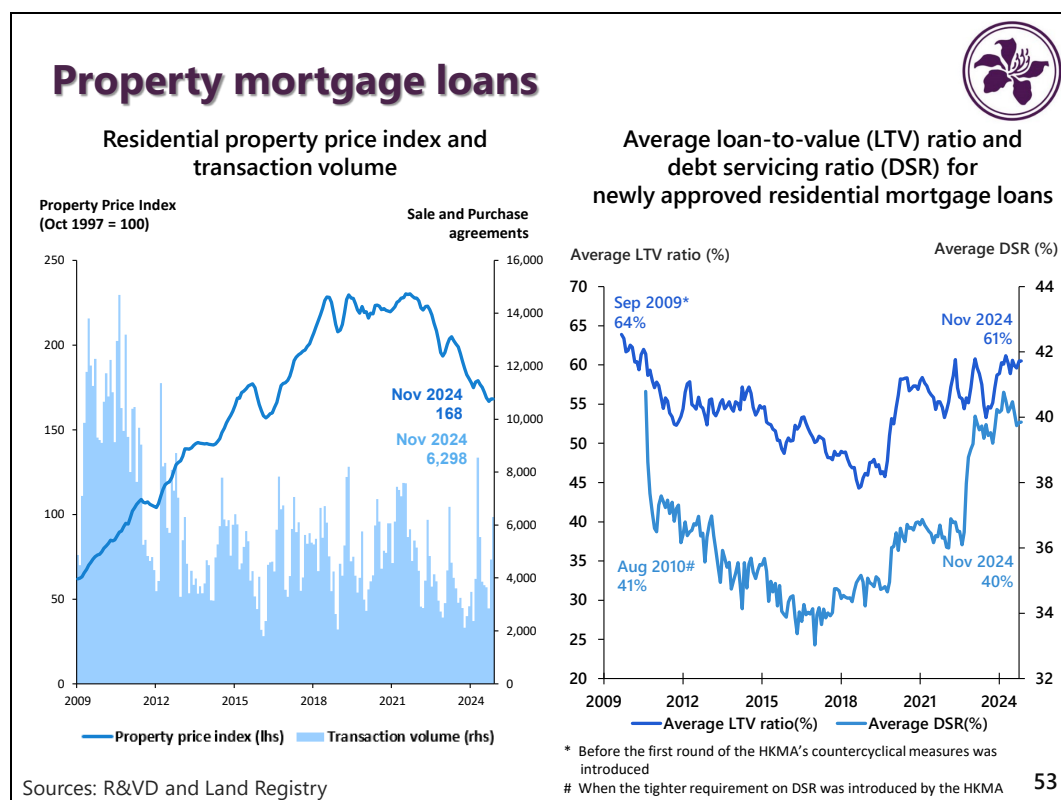 Property mortgage loans
Residential property price index and
transaction volume
Property Price Index
(Oct 1997 = 100)
Sale and Purchase
agreements
250
200
150
100
50
0
16,000
14,000
12,000
10,000
8,000
6,000
4,000
2,000
0
Nov 2024
168
Nov 2024
6,298
2009
2012
2015
2018
2021
2024
Property price index (lhs)
Transaction volume (rhs)
Average loan-to-value (LTV) ratio and
debt servicing ratio (DSR) for
newly approved residential mortgage loans
Average LTV ratio (%)
Average DSR (%)
70
65
60
55
50
45
40
35
30
25
20
44
42
40
38
36
34
32
Sep 2009*
64%
Nov 2024
61%
Aug 2010#
41%
Nov 2024
40%
2009
2012
2015
2018
2021
2024
Average LTV ratio(%)
Average DSR(%)
* Before the first round of the HKMA's countercyclical measures was
introduced
# When the tighter requirement on DSR was introduced by the HKMA
Sources: R&VD and Land Registry
53